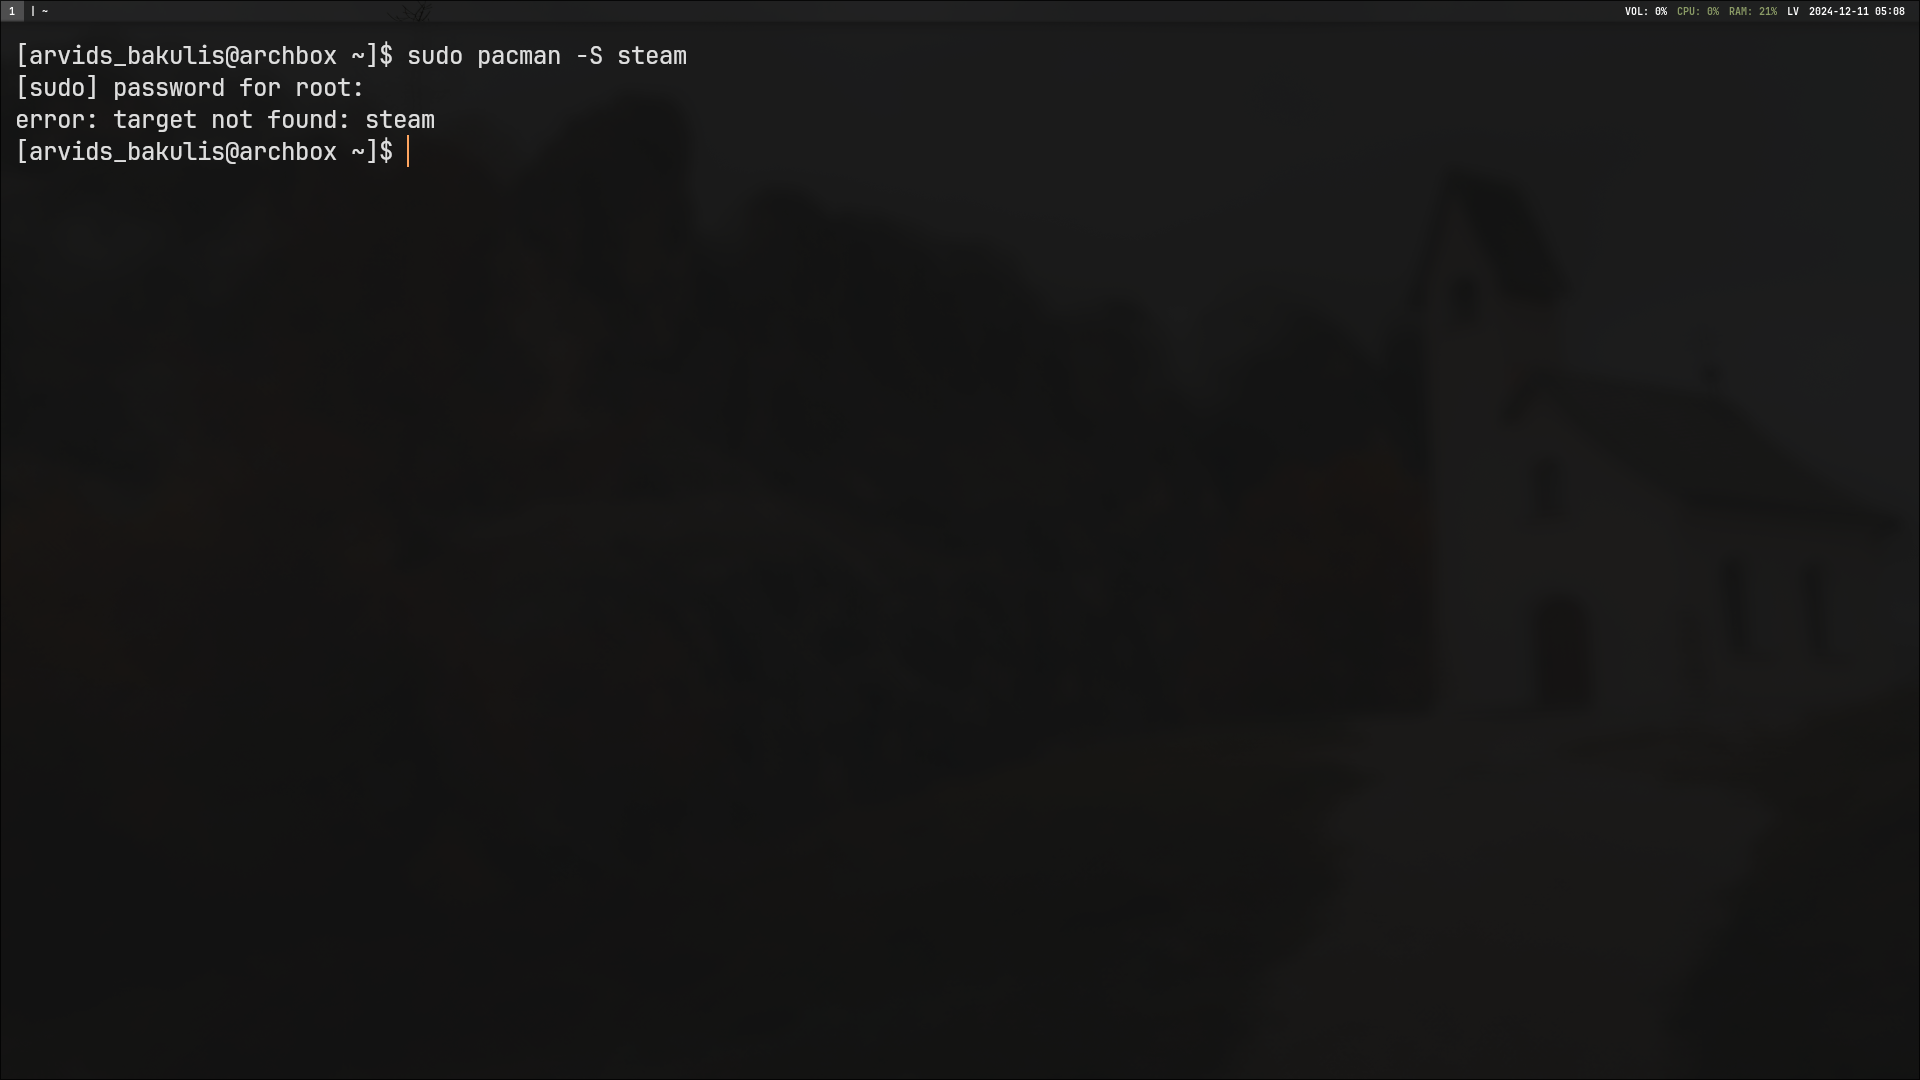 1 | ~ VOL: 0% CPU: 0% RAM: 21% LV 2024-12-11 05:08
[arvids_bakulis@archbox ~]$ sudo pacman -S steam
[sudo] password for root:
error: target not found: steam
[arvids_bakulis@archbox ~]$